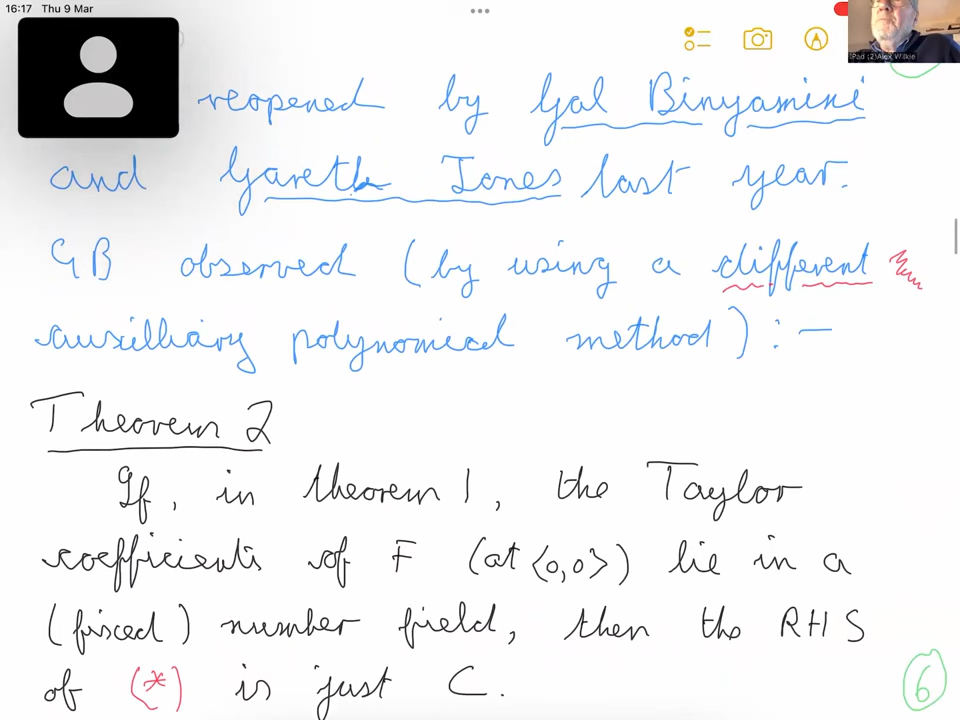 16:17 Thu 9 Mar
iPad (2)Alex Wilkie
reopened by Gal Binyamini
and Gareth Jones last year.
GB observed (by using a different
auxilliary polynomical method) :-
Theorem 2
If, in theorem 1, the Taylor
coefficients of F (at <0,0>) lie in a
(fixed) number field, then the RHS
of (*) is just C.
6